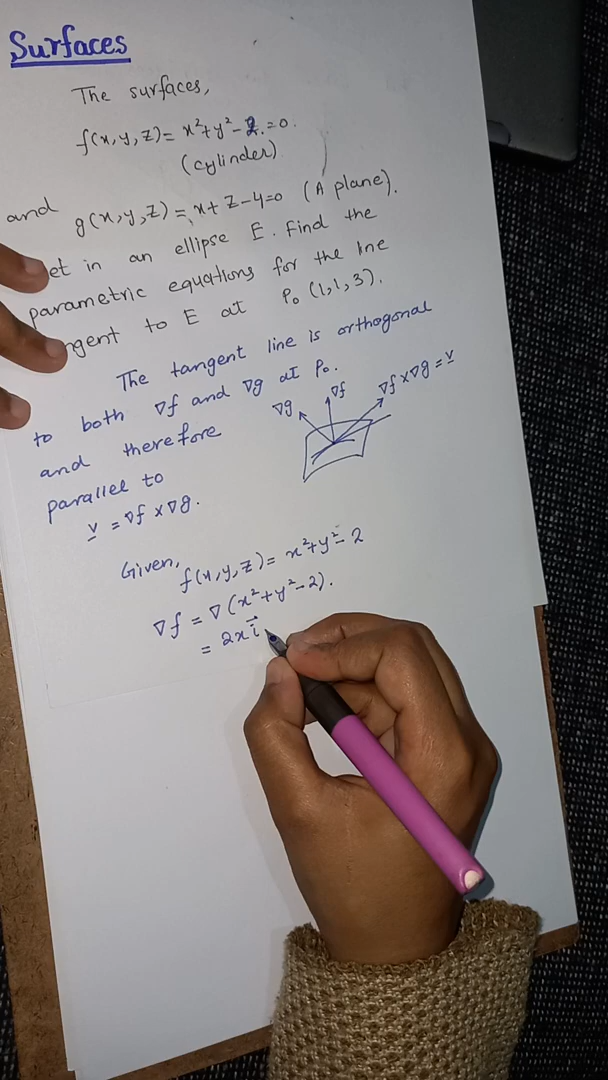 Surfaces
The surfaces,
f(x,y,z) = x²+y²-2.=0.
(cylinder)
and g(x,y,z) = x+z-4=0 (A plane).
et in an ellipse E. Find the
parametric equations for the line
ngent to E at P₀ (1,1,3).
The tangent line is orthogonal
to both ∇f and ∇g at P₀.
and therefore
parallel to
v = ∇f × ∇g.
∇g ∇f ∇f×∇g = v
Given,
f(x,y,z) = x²+y²-2
∇f = ∇(x²+y²-2).
= 2x i⃗